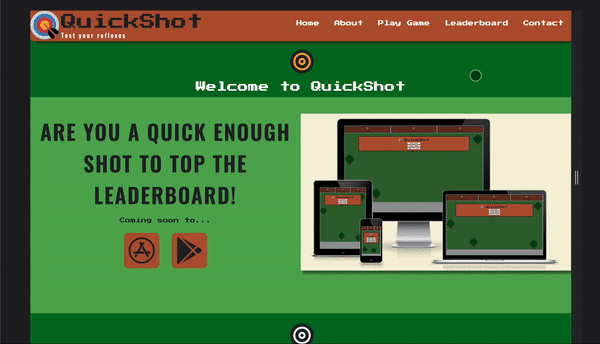 QuickShot
Test your reflexes
Home About Play Game Leaderboard Contact
Welcome to QuickShot
ARE YOU A QUICK ENOUGH
SHOT TO TOP THE
LEADERBOARD!
Coming soon to...